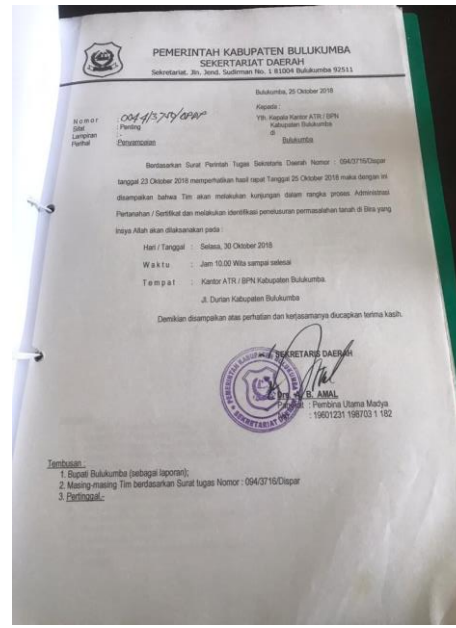 PEMERINTAH KABUPATEN BULUKUMBA
SEKERTARIAT DAERAH
Sekretariat. Jln. Jend. Sudirman No. 1 81004 Bulukumba 92511
Bulukumba, 25 Oktober 2018
Kepada :
Nomor :
Yth. Kepala Kantor ATR / BPN
Sifat : Penting
Kabupaten Bulukumba
Lampiran : -
di
Perihal : Penyampaian
Bulukumba
Berdasarkan Surat Perintah Tugas Sekretaris Daerah Nomor : 094/3716/Dispar
tanggal 23 Oktober 2018 memperhatikan hasil rapat Tanggal 25 Oktober 2018 maka dengan ini
disampaikan bahwa Tim akan melakukan kunjungan dalam rangka proses Administrasi
Pertanahan / Sertifikat dan melakukan identifikasi penelusuran permasalahan tanah di Bira yang
Insya Allah akan dilaksanakan pada :
Hari / Tanggal : Selasa, 30 Oktober 2018
Waktu : Jam 10.00 Wita sampai selesai
Tempat : Kantor ATR / BPN Kabupaten Bulukumba.
Jl. Durian Kabupaten Bulukumba
Demikian disampaikan atas perhatian dan kerjasamanya diucapkan terima kasih.
SEKRETARIS DAERAH
B. AMAL
: Pembina Utama Madya
: 19601231 198703 1 182
PEMERINTAH KABUPATEN BULUKUMBA
SEKRETARIAT
Tembusan :
1. Bupati Bulukumba (sebagai laporan);
2. Masing-masing Tim berdasarkan Surat tugas Nomor : 094/3716/Dispar
3. Pertinggal,-